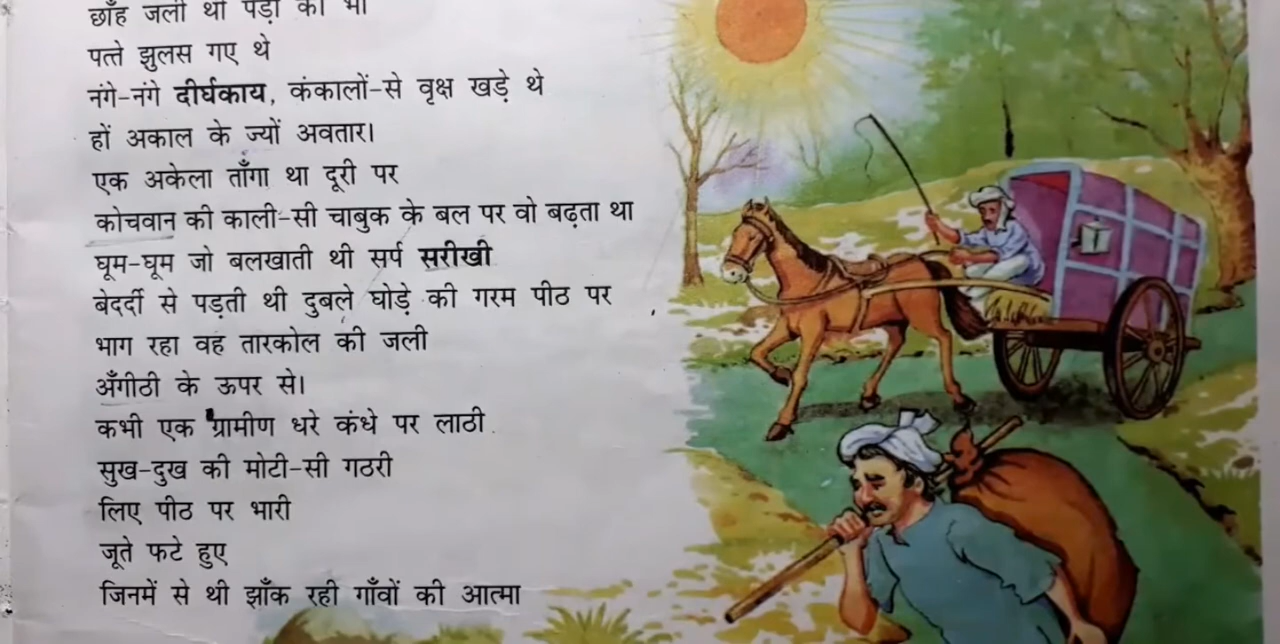 छाँह जली थी पेड़ों की भी
पत्ते झुलस गए थे
नंगे-नंगे दीर्घकाय, कंकालों-से वृक्ष खड़े थे
हों अकाल के ज्यों अवतार।
एक अकेला ताँगा था दूरी पर
कोचवान की काली-सी चाबुक के बल पर वो बढ़ता था
घूम-घूम जो बलखाती थी सर्प सरीखी
बेदर्दी से पड़ती थी दुबले घोड़े की गरम पीठ पर
भाग रहा वह तारकोल की जली
अँगीठी के ऊपर से।
कभी एक ग्रामीण धरे कंधे पर लाठी
सुख-दुख की मोटी-सी गठरी
लिए पीठ पर भारी
जूते फटे हुए
जिनमें से थी झाँक रही गाँवों की आत्मा